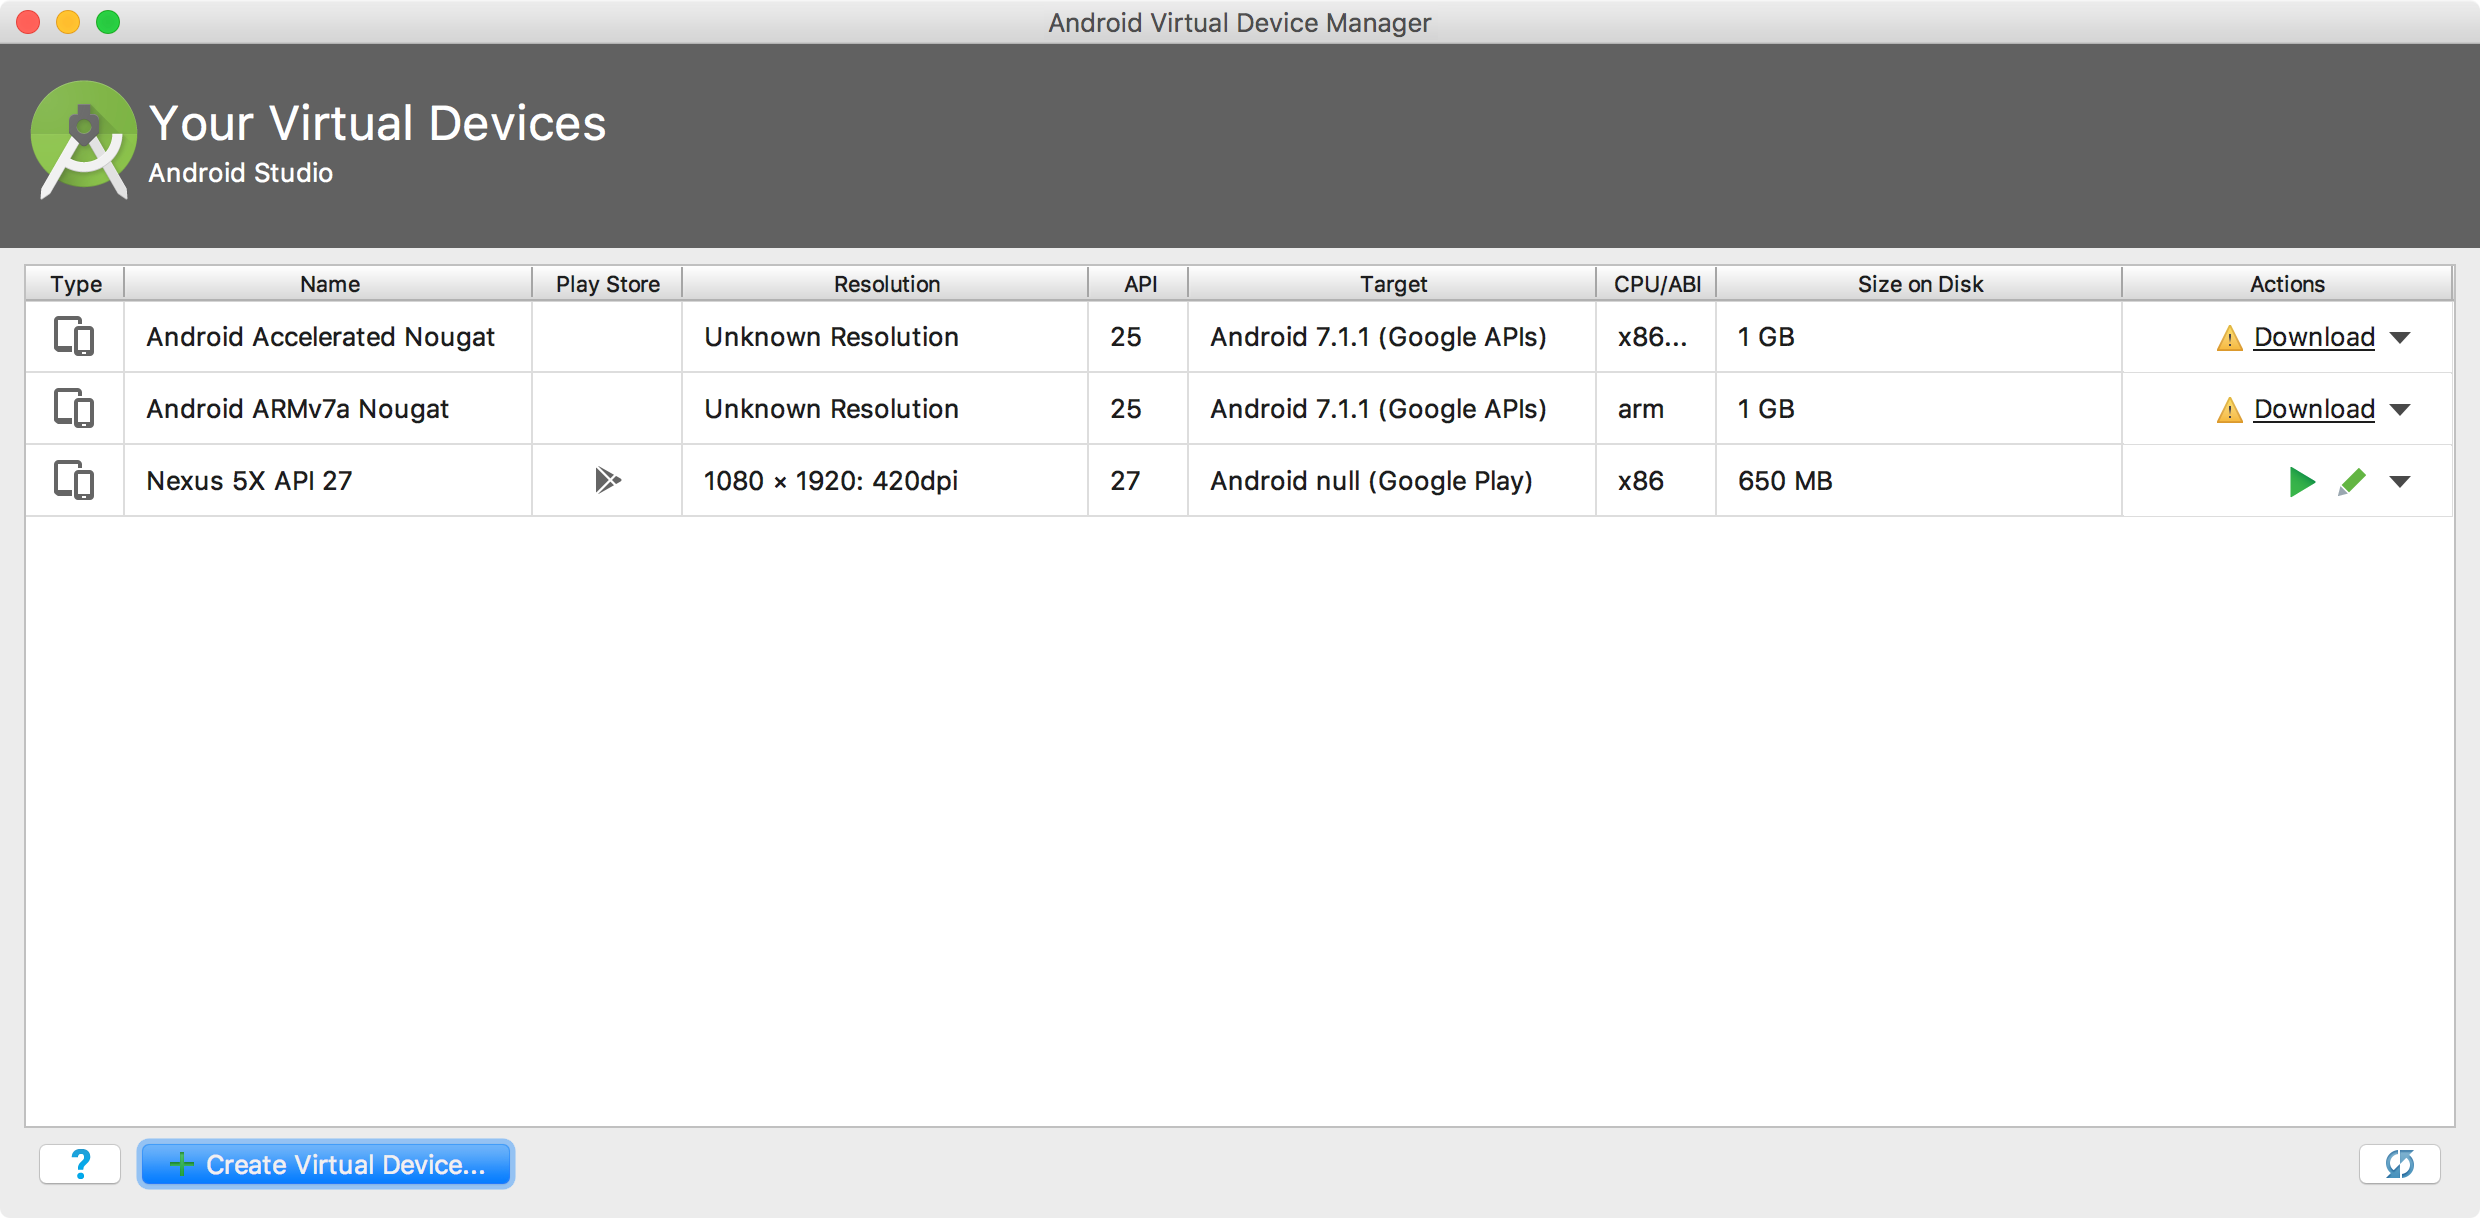 Android Virtual Device Manager
Your Virtual Devices
Android Studio
Type Name Play Store Resolution API Target CPU/ABI Size on Disk Actions
Android Accelerated Nougat Unknown Resolution 25 Android 7.1.1 (Google APIs) x86... 1 GB Download
Android ARMv7a Nougat Unknown Resolution 25 Android 7.1.1 (Google APIs) arm 1 GB Download
Nexus 5X API 27 1080 × 1920: 420dpi 27 Android null (Google Play) x86 650 MB
? + Create Virtual Device...